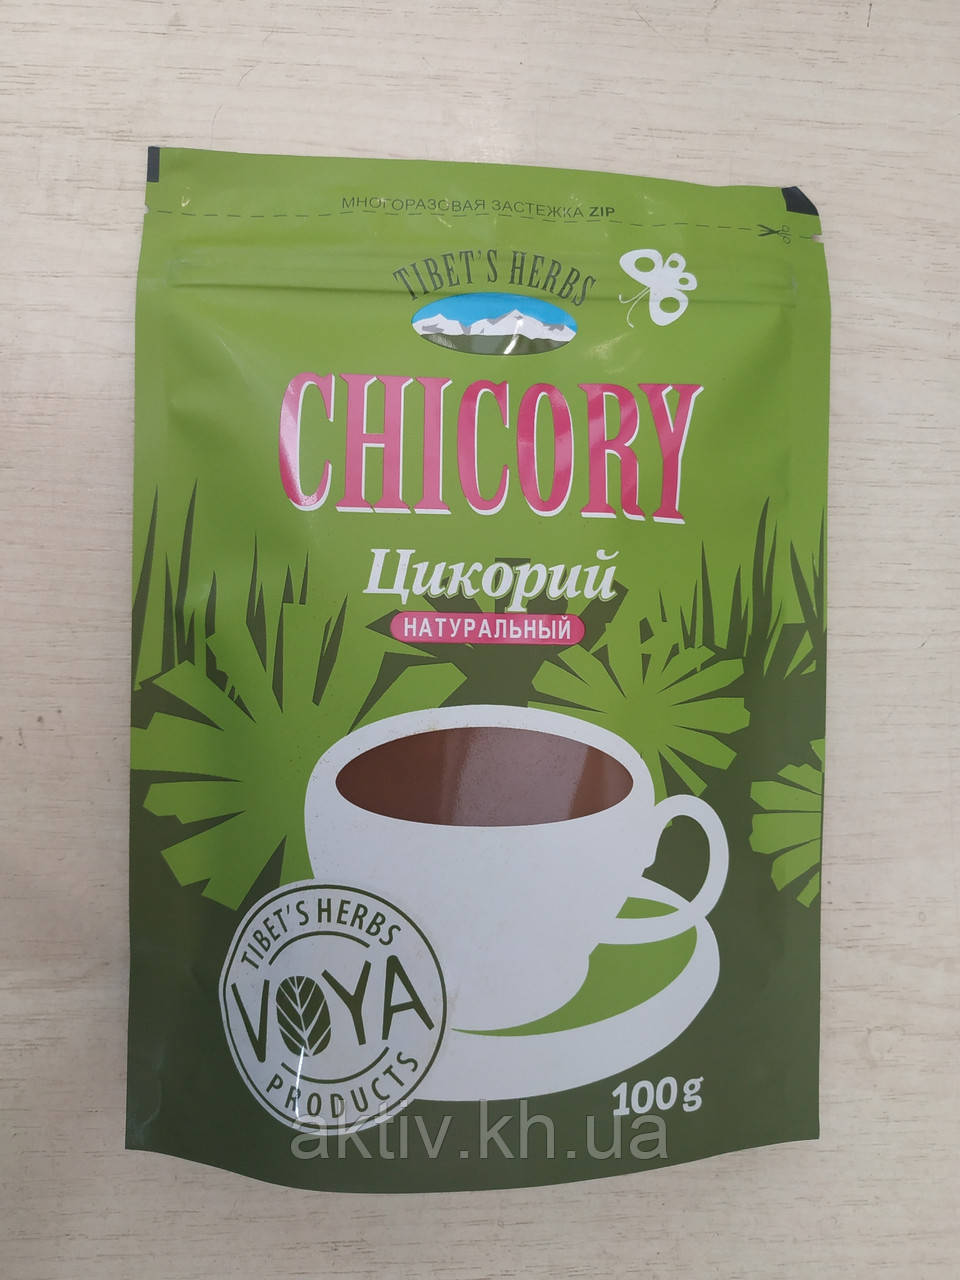 МНОГОРАЗОВАЯ ЗАСТЕЖКА ZIP
TIBET'S HERBS
CHICORY
Цикорий
НАТУРАЛЬНЫЙ
TIBET'S HERBS
VOYA
PRODUCTS
100g
aktiv.kh.ua